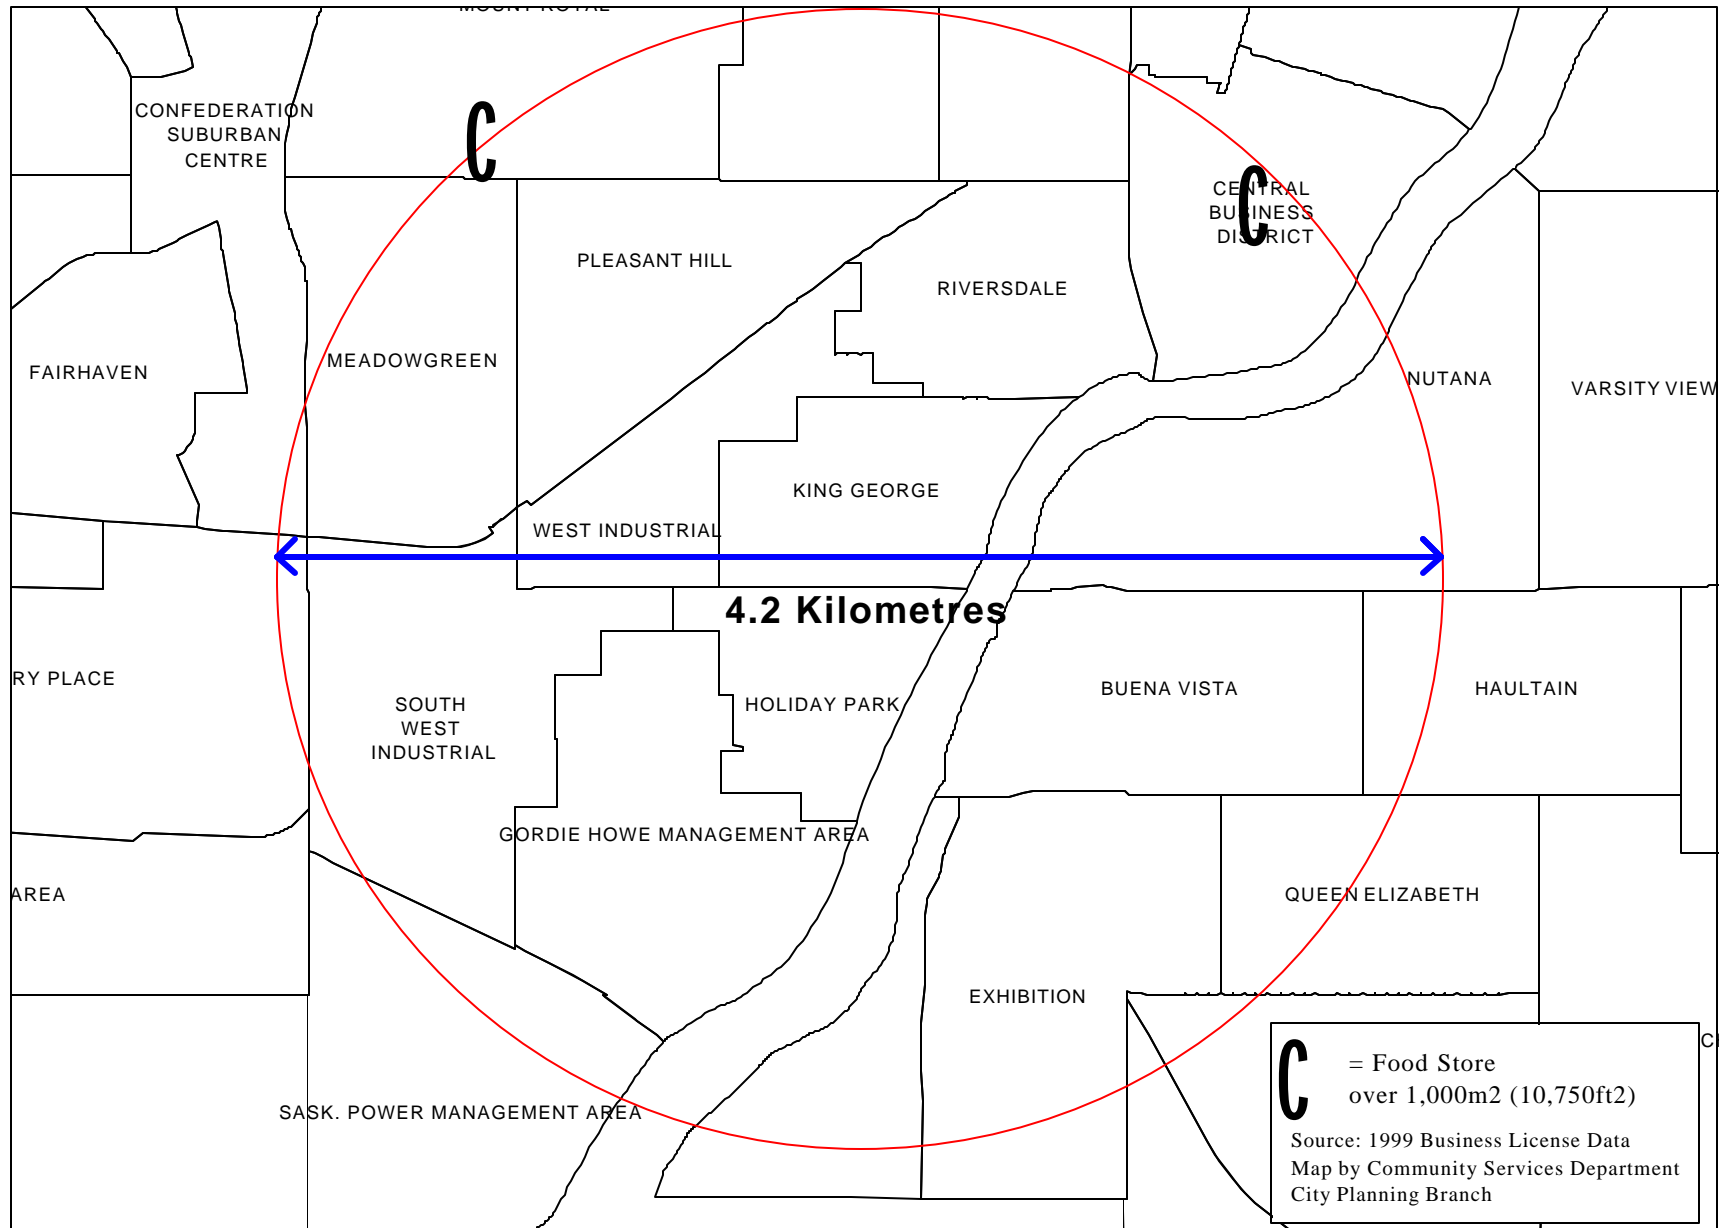 MOUNT ROYAL
CONFEDERATION
SUBURBAN
CENTRE
C
C
CENTRAL
BUSINESS
DISTRICT
PLEASANT HILL
RIVERSDALE
FAIRHAVEN
MEADOWGREEN
NUTANA
VARSITY VIEW
KING GEORGE
WEST INDUSTRIAL
4.2 Kilometres
RY PLACE
SOUTH
WEST
INDUSTRIAL
HOLIDAY PARK
BUENA VISTA
HAULTAIN
GORDIE HOWE MANAGEMENT AREA
AREA
QUEEN ELIZABETH
EXHIBITION
SASK. POWER MANAGEMENT AREA
C = Food Store
over 1,000m2 (10,750ft2)
Source: 1999 Business License Data
Map by Community Services Department
City Planning Branch